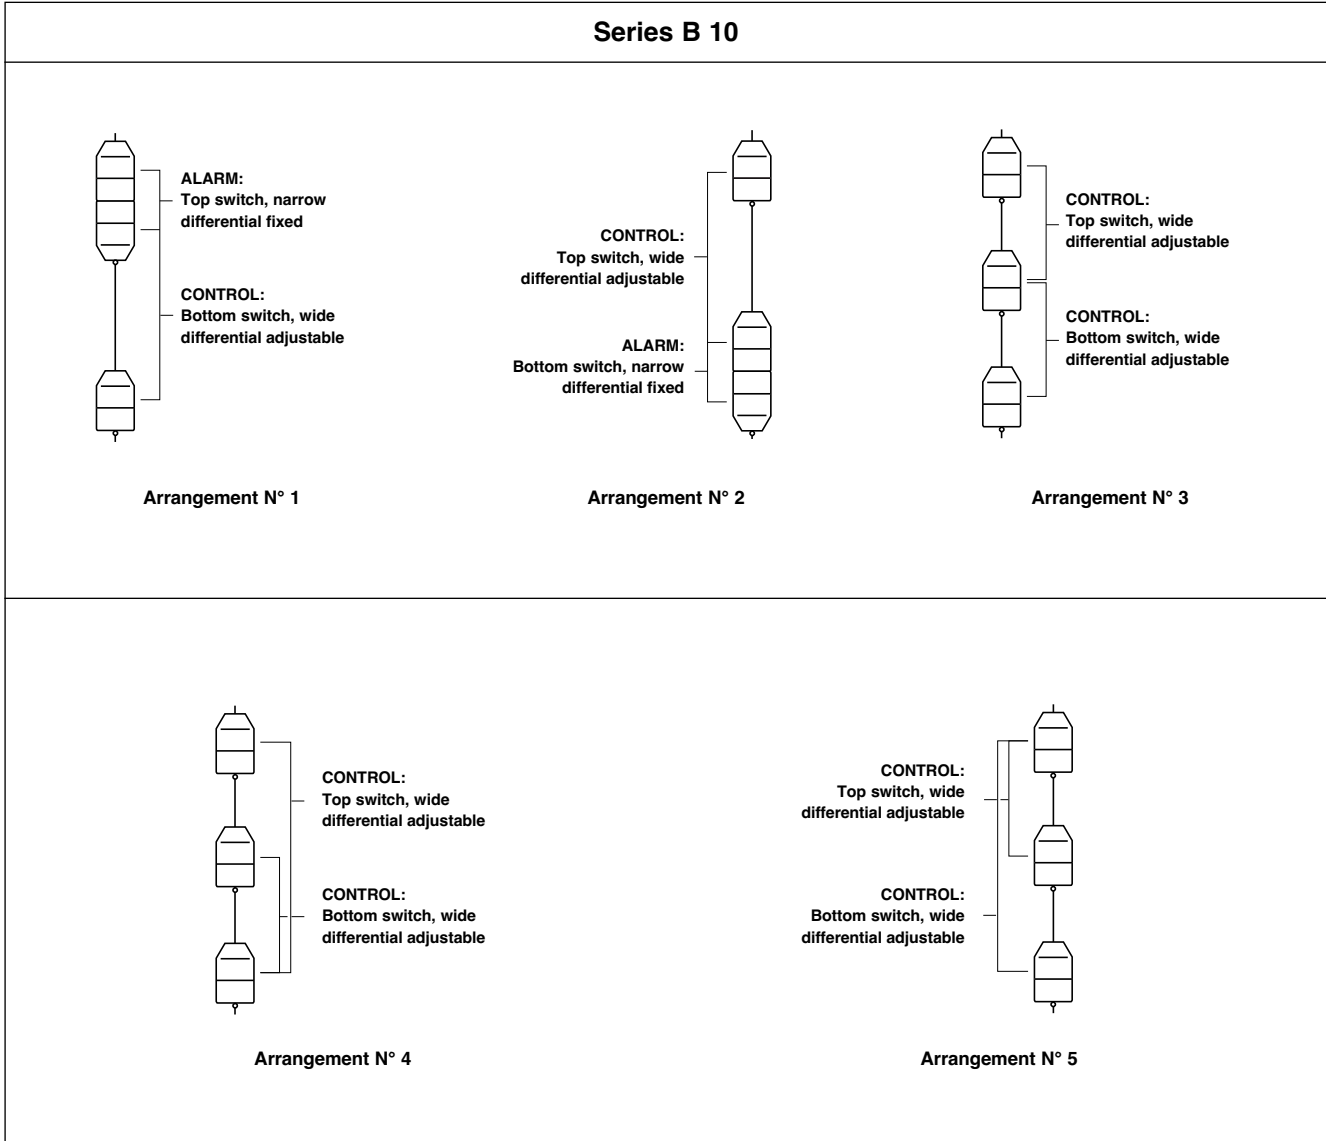 Series B 10
ALARM:
Top switch, narrow
differential fixed
CONTROL:
Bottom switch, wide
differential adjustable
Arrangement N° 1
CONTROL:
Top switch, wide
differential adjustable
ALARM:
Bottom switch, narrow
differential fixed
Arrangement N° 2
CONTROL:
Top switch, wide
differential adjustable
CONTROL:
Bottom switch, wide
differential adjustable
Arrangement N° 3
CONTROL:
Top switch, wide
differential adjustable
CONTROL:
Bottom switch, wide
differential adjustable
Arrangement N° 4
CONTROL:
Top switch, wide
differential adjustable
CONTROL:
Bottom switch, wide
differential adjustable
Arrangement N° 5